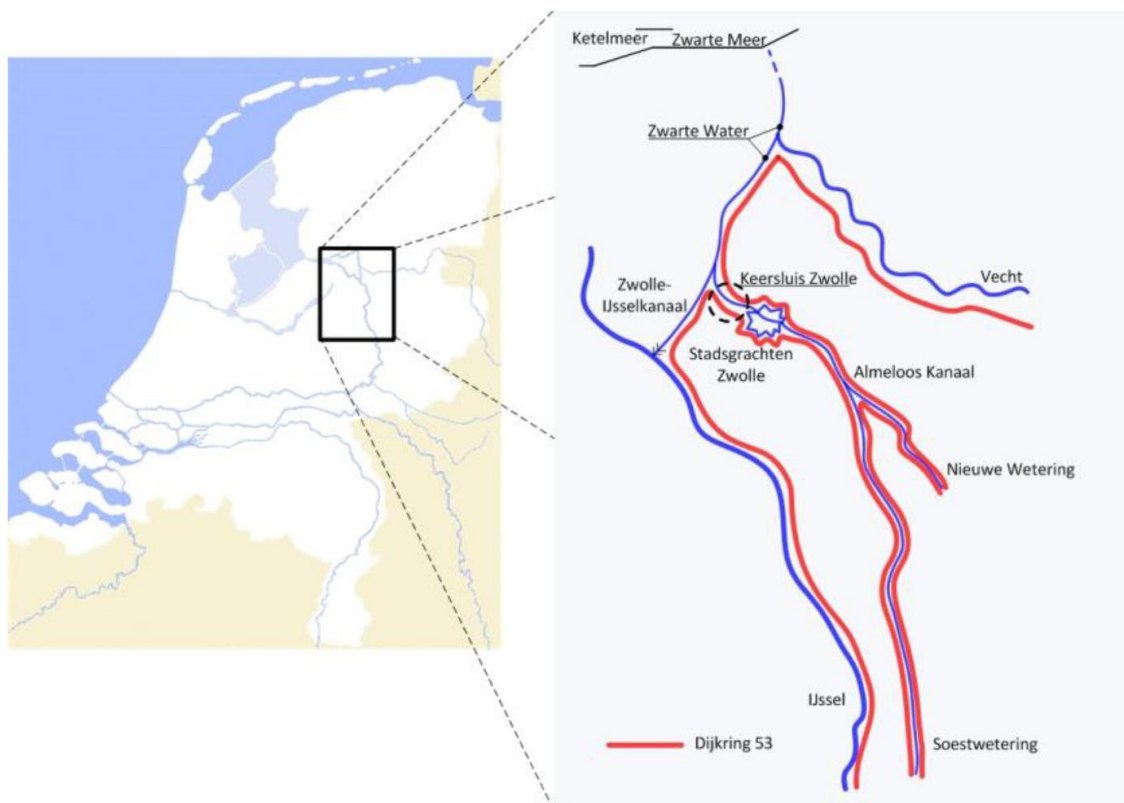 Ketelmeer
Zwarte Meer
Zwarte Water
Zwolle-
IJsselkanaal
Keersluis Zwolle
Vecht
Stadsgrachten
Zwolle
Almeloos Kanaal
Nieuwe Wetering
IJssel
Dijkring 53
Soestwetering